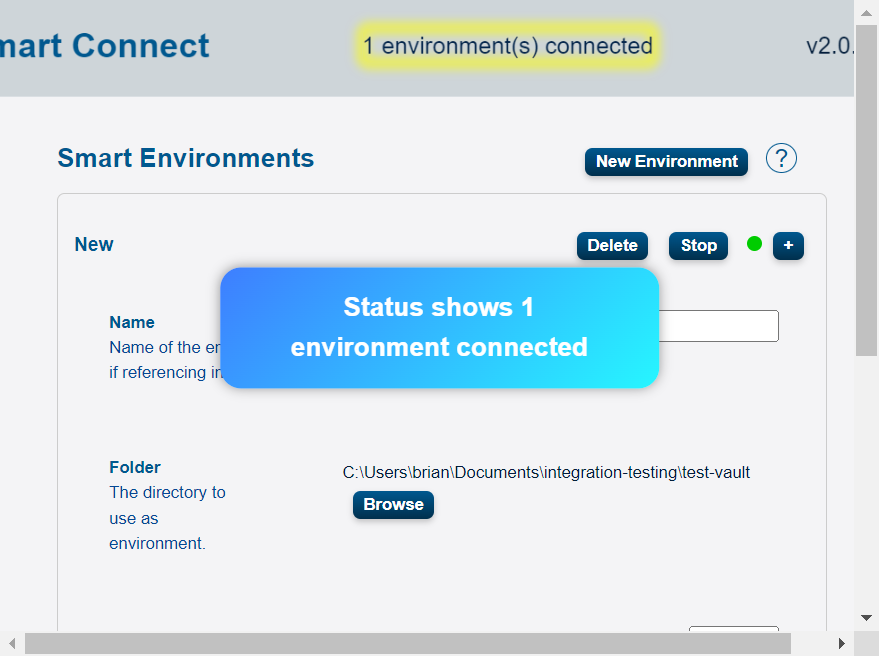 mart Connect
1 environment(s) connected
v2.0.
Smart Environments
New Environment
?
New
Delete
Stop
+
Status shows 1
environment connected
Name
Name of the
if referencing
Folder
The directory to
use as
environment.
C:\Users\brian\Documents\integration-testing\test-vault
Browse